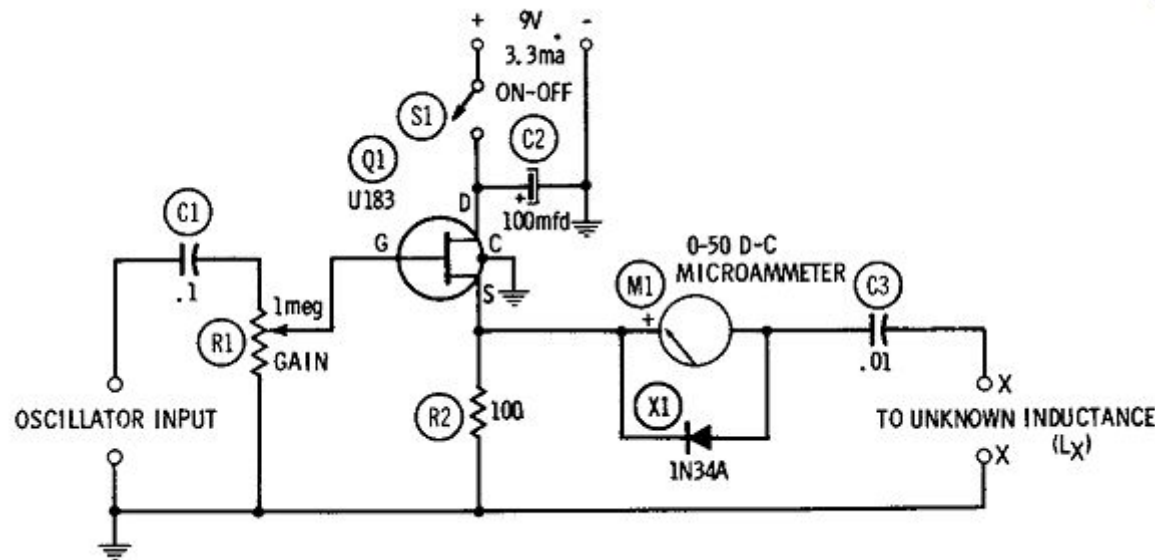 + 9V -
3.3ma
ON-OFF
S1
C2
Q1
U183
D
+
100mfd
C1
.1
G
C
S
0-50 D-C
MICROAMMETER
M1
+
C3
.01
1meg
R1
GAIN
X
OSCILLATOR INPUT
R2
100
X1
TO UNKNOWN INDUCTANCE
(LX)
X
1N34A